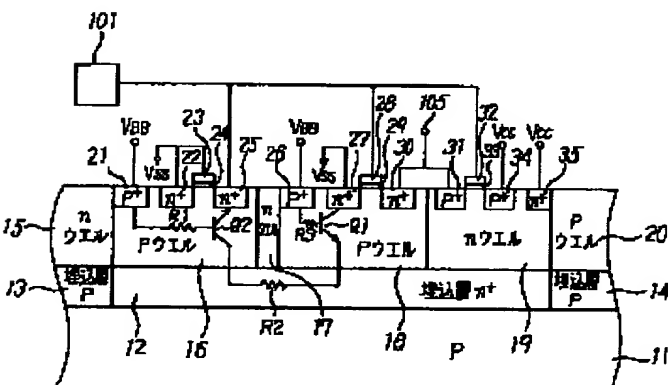 101
VBB
23
VBB
28
105
32
VCC
VCC
21
VSS
22
24
25
26
VSS
27
29
30
31
33
34
35
P+
n+
n+
P+
n+
n+
P+
P+
n+
15
n
ウエル
R1
Pウエル
Q2
n
ウエル
R3
Q1
Pウエル
nウエル
P
ウエル
20
13
埋込層
P
埋込層 n+
埋込層
P
14
12
16
R2
17
18
P
19
11